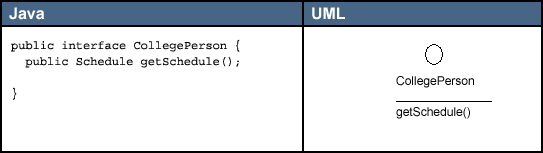 Java
UML
public interface CollegePerson {
  public Schedule getSchedule();
}
CollegePerson
getSchedule()